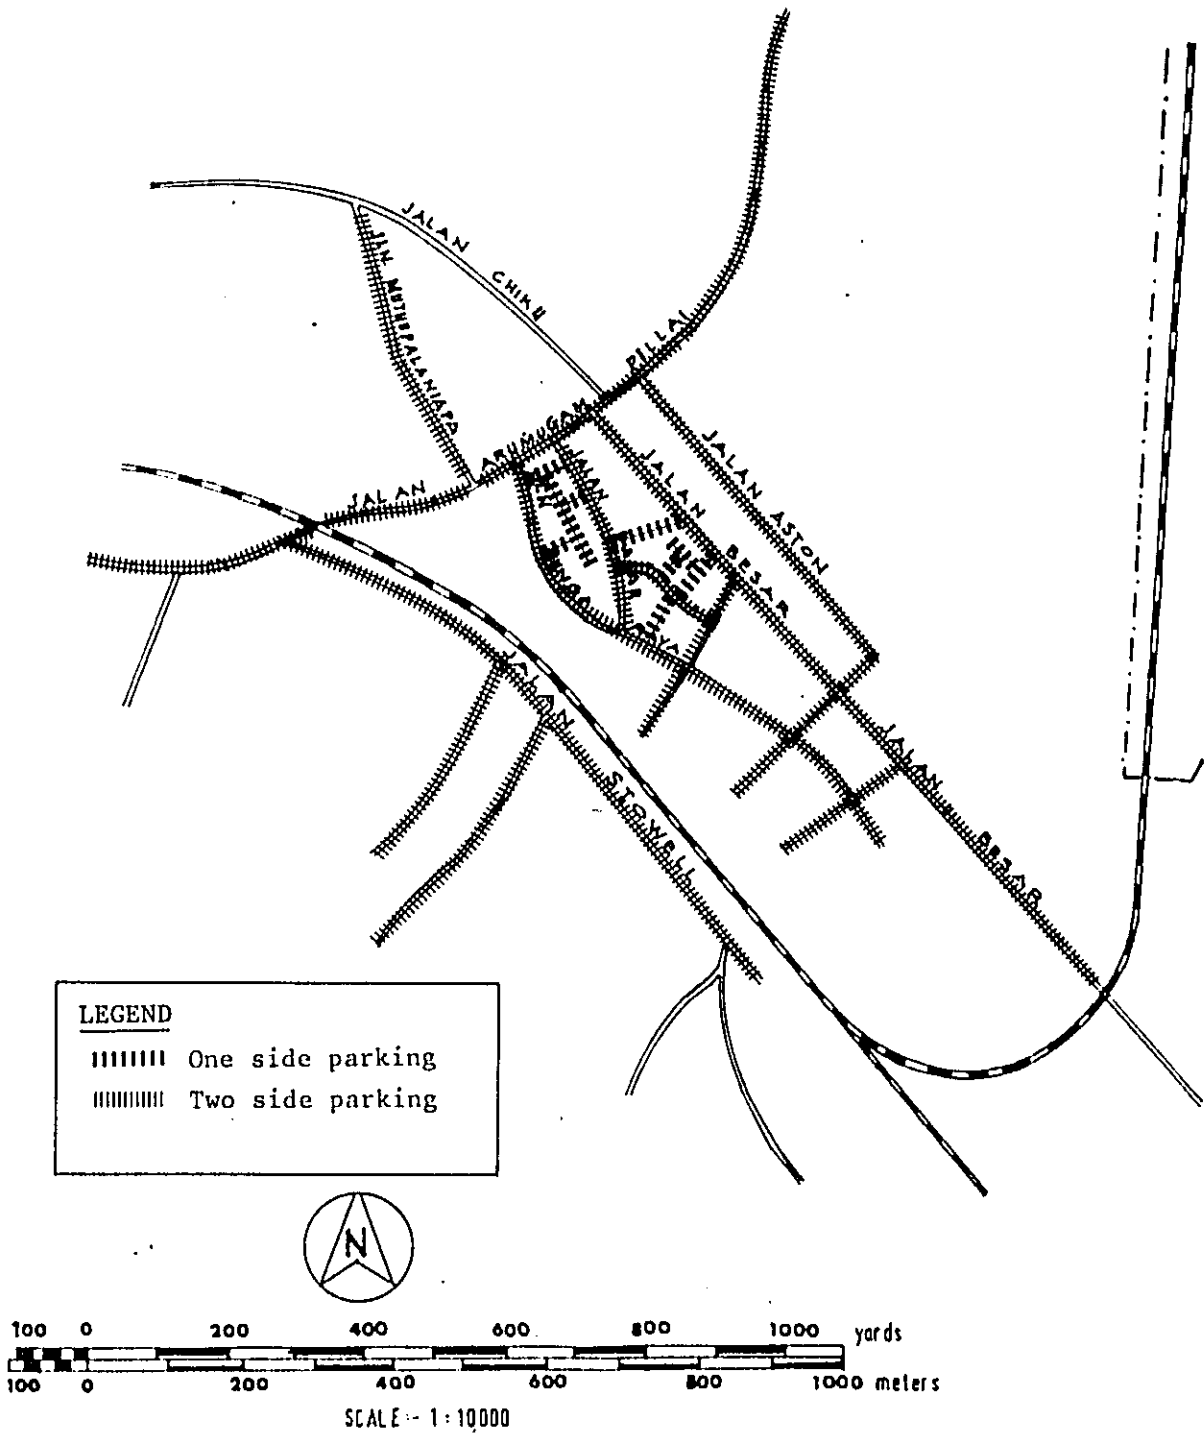 JALAN
CHIKU
JLN MUTHUPALANIAPA
PILLAI
ARUMUGAM
JALAN
JALAN
JALAN
BESAR
JALAN ASTON
RAYA
JALAN
STOWELL
JALAN
BESAR
LEGEND
One side parking
Two side parking
N
100 0 200 400 600 800 1000 yards
100 0 200 400 600 800 1000 meters
SCALE :- 1 : 10000